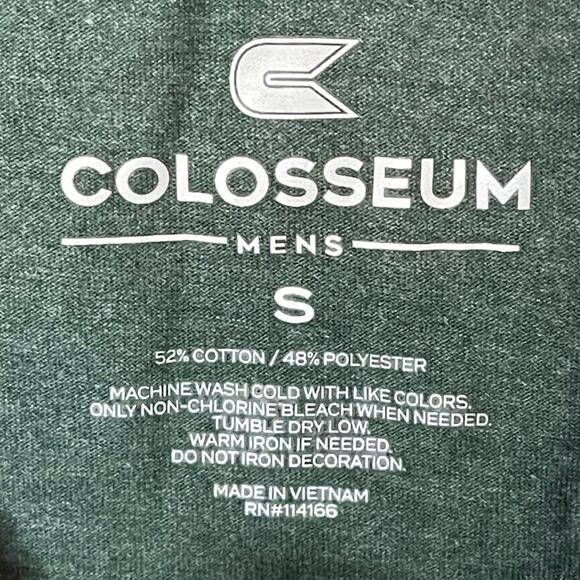 COLOSSEUM
MENS
S
52% COTTON / 48% POLYESTER
MACHINE WASH COLD WITH LIKE COLORS.
ONLY NON-CHLORINE BLEACH WHEN NEEDED.
TUMBLE DRY LOW.
WARM IRON IF NEEDED.
DO NOT IRON DECORATION.
MADE IN VIETNAM
RN#114166